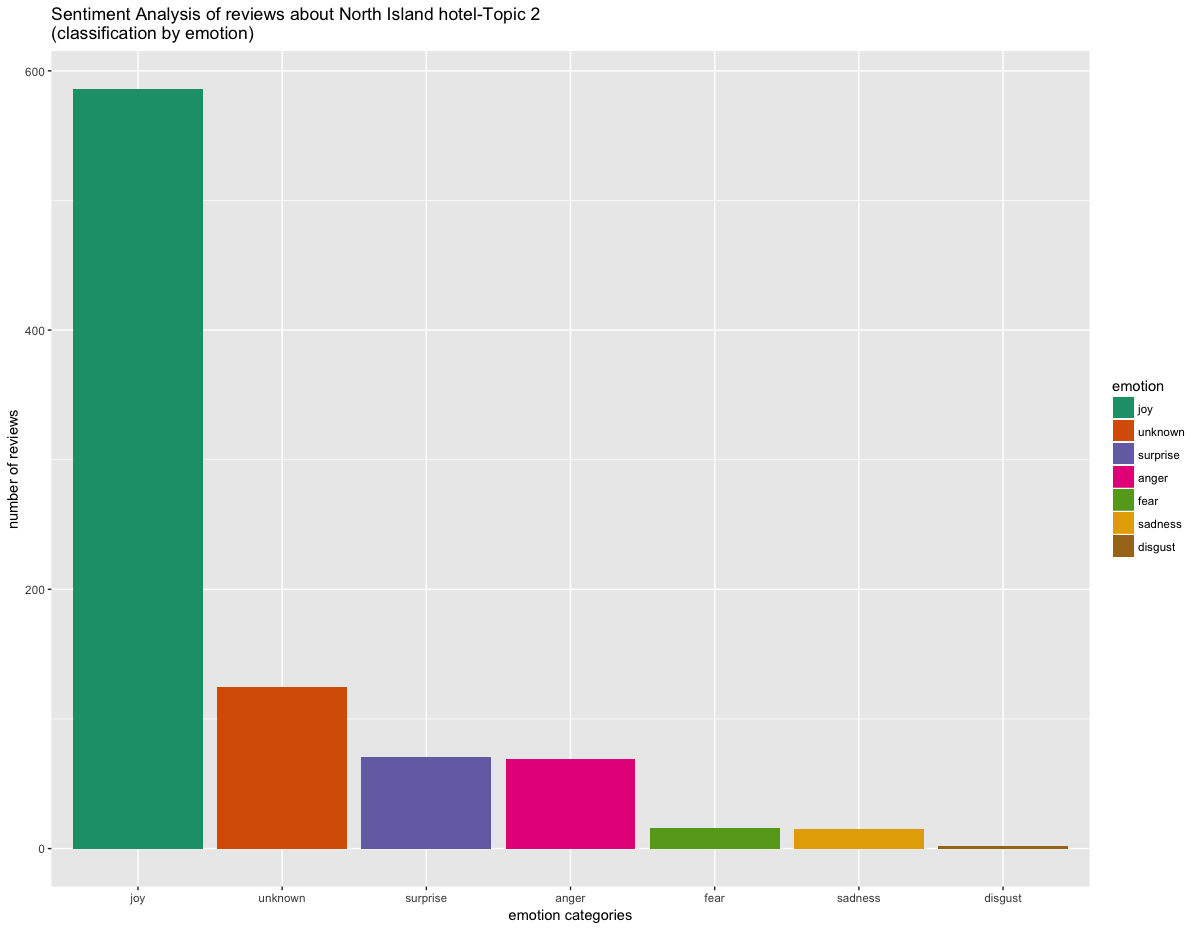 Sentiment Analysis of reviews about North Island hotel-Topic 2
(classification by emotion)
600
400
200
0
number of reviews
joy
unknown
surprise
anger
fear
sadness
disgust
emotion categories
emotion
joy
unknown
surprise
anger
fear
sadness
disgust